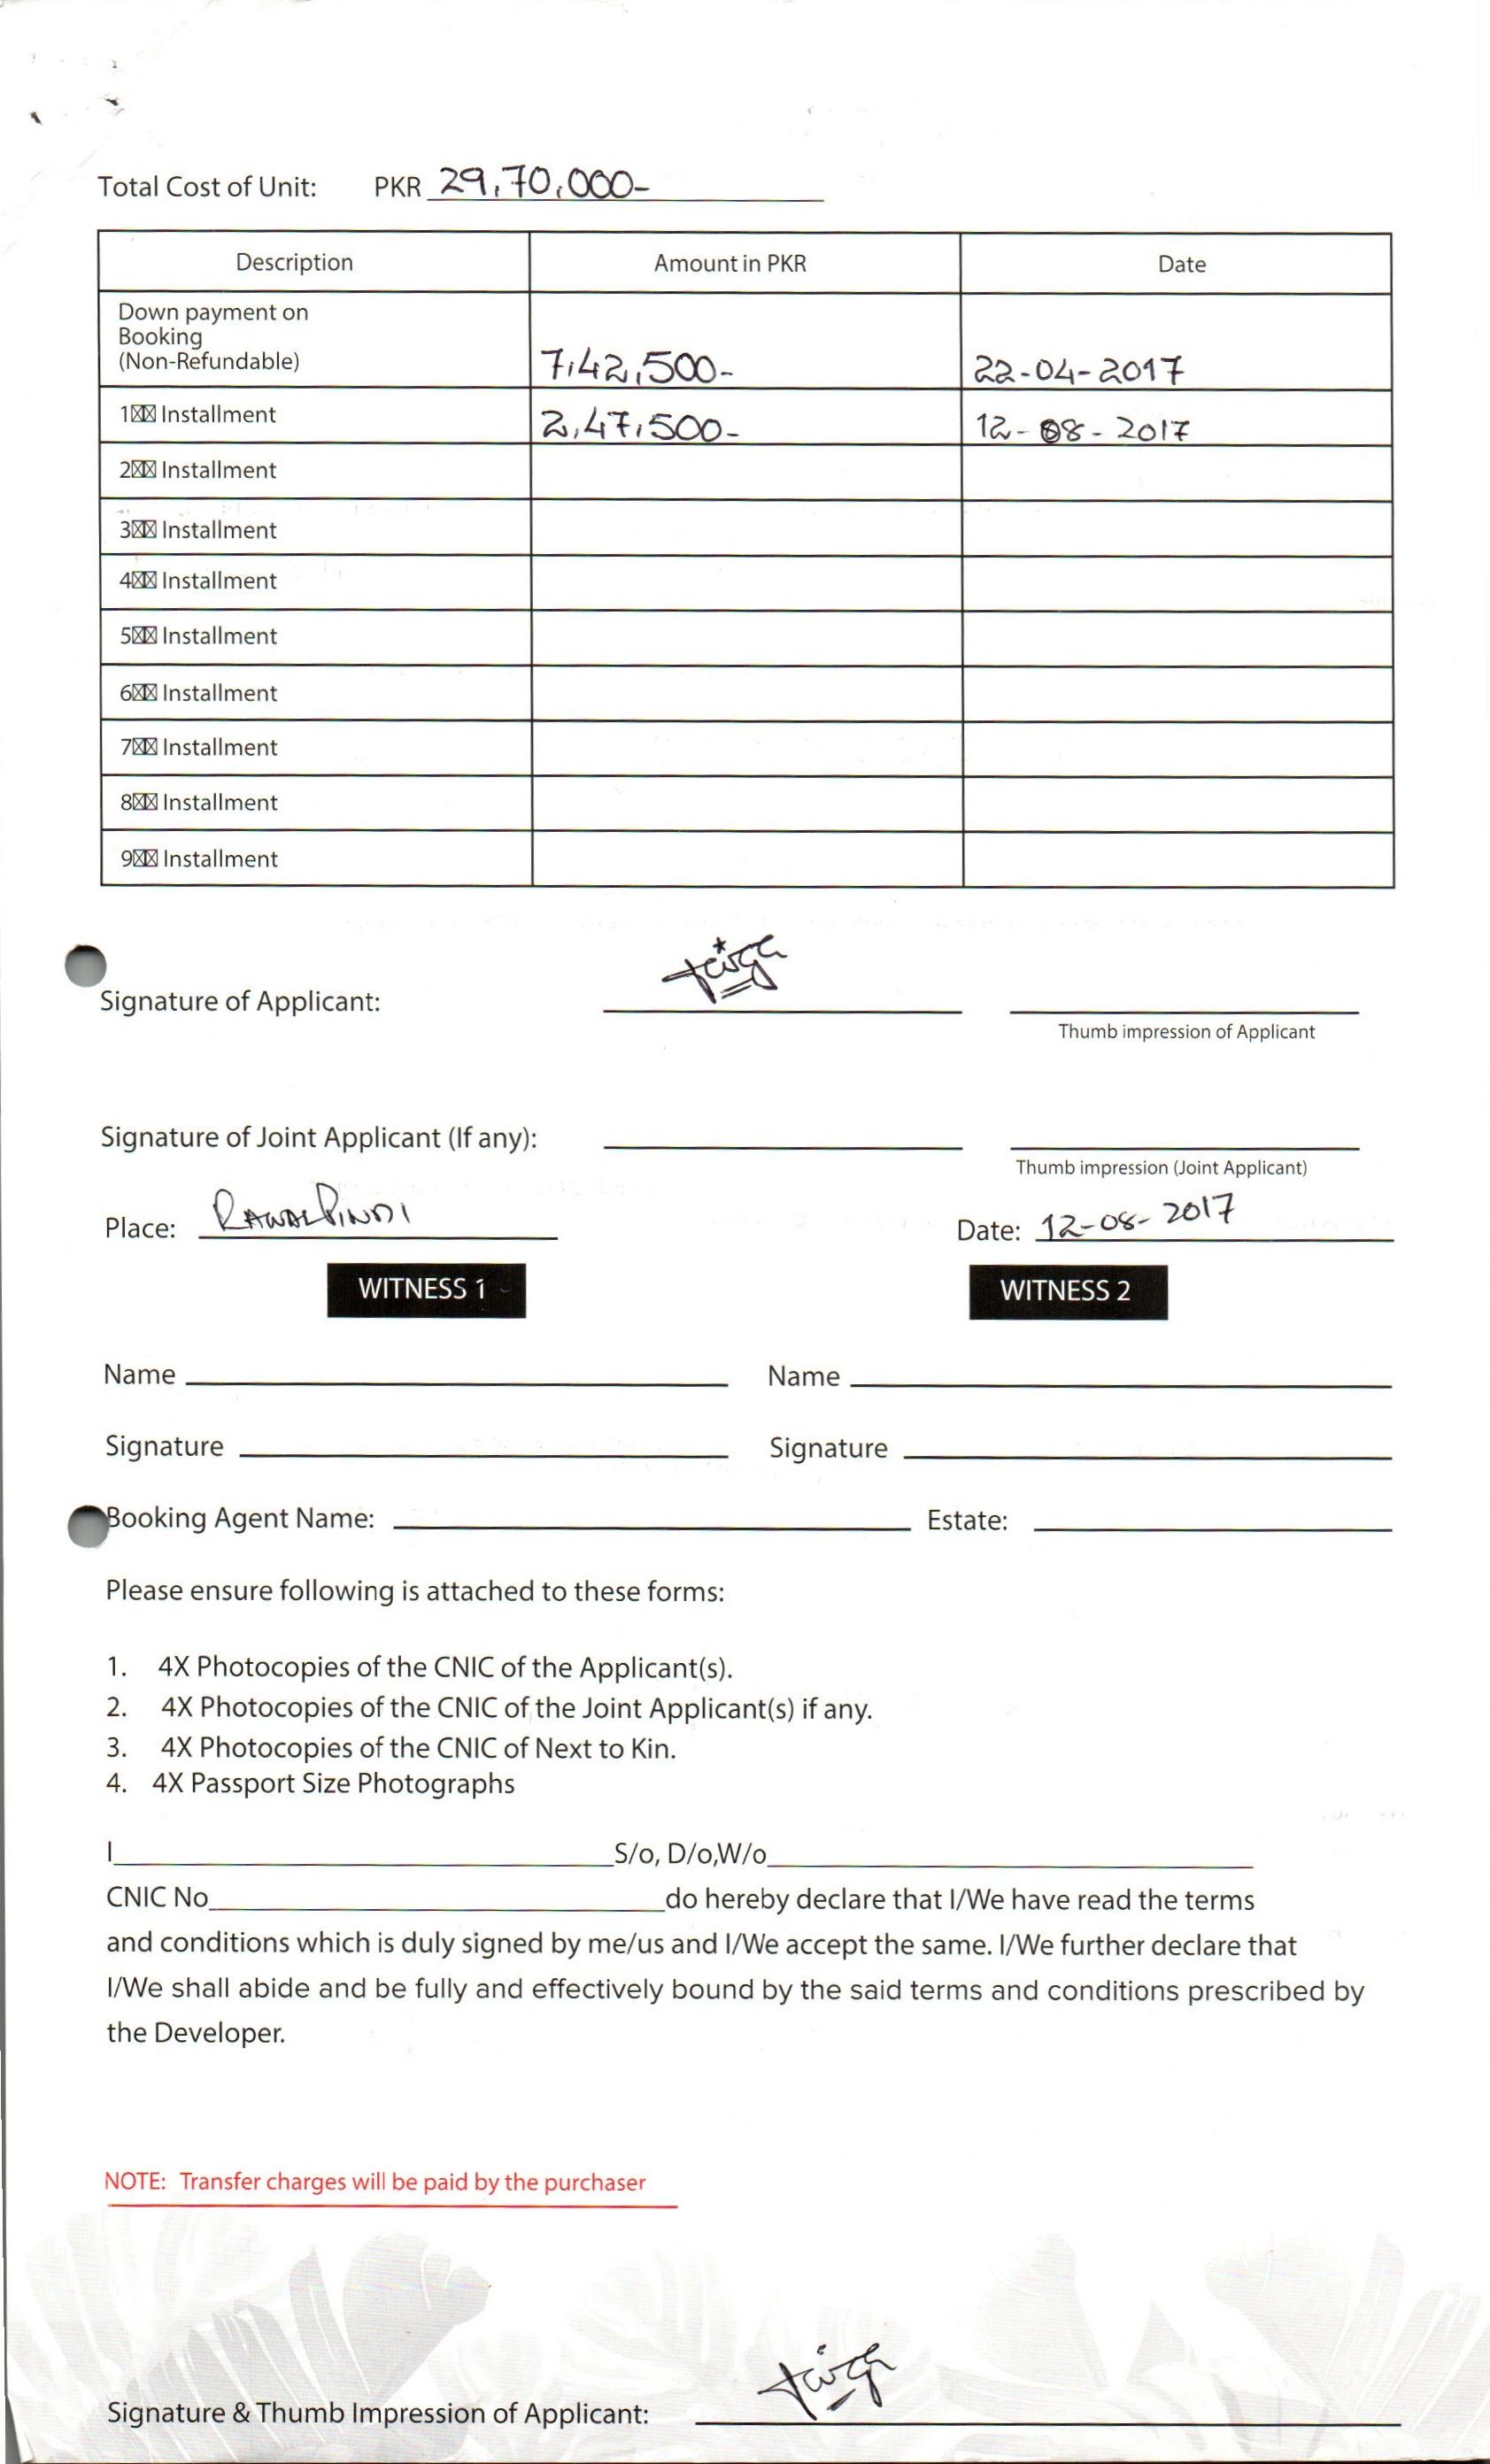 Total Cost of Unit: PKR 29,70,000-
Description Amount in PKR Date
Down payment on
Booking
(Non-Refundable) 7,42,500- 22-04-2017
1☒☒ Installment 2,47,500- 12-08-2017
2☒☒ Installment
3☒☒ Installment
4☒☒ Installment
5☒☒ Installment
6☒☒ Installment
7☒☒ Installment
8☒☒ Installment
9☒☒ Installment
Signature of Applicant:
Thumb impression of Applicant
Signature of Joint Applicant (If any):
Thumb impression (Joint Applicant)
Place: RAWALPINDI Date: 12-08-2017
WITNESS 1 WITNESS 2
Name Name
Signature Signature
Booking Agent Name: Estate:
Please ensure following is attached to these forms:
1. 4X Photocopies of the CNIC of the Applicant(s).
2. 4X Photocopies of the CNIC of the Joint Applicant(s) if any.
3. 4X Photocopies of the CNIC of Next to Kin.
4. 4X Passport Size Photographs
I S/o, D/o,W/o
CNIC No do hereby declare that I/We have read the terms
and conditions which is duly signed by me/us and I/We accept the same. I/We further declare that
I/We shall abide and be fully and effectively bound by the said terms and conditions prescribed by
the Developer.
NOTE: Transfer charges will be paid by the purchaser
Signature & Thumb Impression of Applicant: